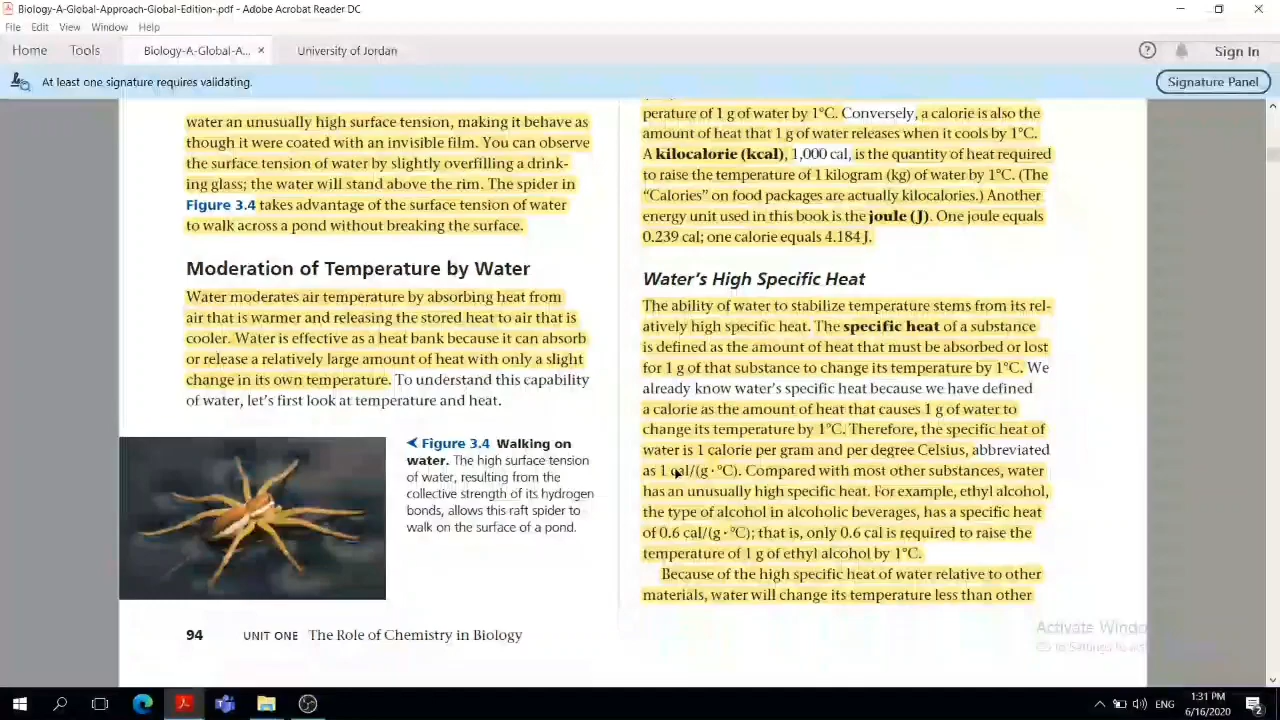 Biology-A-Global-Approach-Global-Edition-.pdf - Adobe Acrobat Reader DC
File Edit View Window Help
Home Tools Biology-A-Global-A... × University of Jordan Sign In
At least one signature requires validating. Signature Panel
water an unusually high surface tension, making it behave as
though it were coated with an invisible film. You can observe
the surface tension of water by slightly overfilling a drink-
ing glass; the water will stand above the rim. The spider in
Figure 3.4 takes advantage of the surface tension of water
to walk across a pond without breaking the surface.
Moderation of Temperature by Water
Water moderates air temperature by absorbing heat from
air that is warmer and releasing the stored heat to air that is
cooler. Water is effective as a heat bank because it can absorb
or release a relatively large amount of heat with only a slight
change in its own temperature. To understand this capability
of water, let's first look at temperature and heat.
Figure 3.4 Walking on
water. The high surface tension
of water, resulting from the
collective strength of its hydrogen
bonds, allows this raft spider to
walk on the surface of a pond.
94 UNIT ONE The Role of Chemistry in Biology
perature of 1 g of water by 1°C. Conversely, a calorie is also the
amount of heat that 1 g of water releases when it cools by 1°C.
A kilocalorie (kcal), 1,000 cal, is the quantity of heat required
to raise the temperature of 1 kilogram (kg) of water by 1°C. (The
“Calories” on food packages are actually kilocalories.) Another
energy unit used in this book is the joule (J). One joule equals
0.239 cal; one calorie equals 4.184 J.
Water's High Specific Heat
The ability of water to stabilize temperature stems from its rel-
atively high specific heat. The specific heat of a substance
is defined as the amount of heat that must be absorbed or lost
for 1 g of that substance to change its temperature by 1°C. We
already know water's specific heat because we have defined
a calorie as the amount of heat that causes 1 g of water to
change its temperature by 1°C. Therefore, the specific heat of
water is 1 calorie per gram and per degree Celsius, abbreviated
as 1 cal/(g · °C). Compared with most other substances, water
has an unusually high specific heat. For example, ethyl alcohol,
the type of alcohol in alcoholic beverages, has a specific heat
of 0.6 cal/(g · °C); that is, only 0.6 cal is required to raise the
temperature of 1 g of ethyl alcohol by 1°C.
Because of the high specific heat of water relative to other
materials, water will change its temperature less than other
Activate Windo
Go to Settings to act
1:31 PM
6/16/2020
2